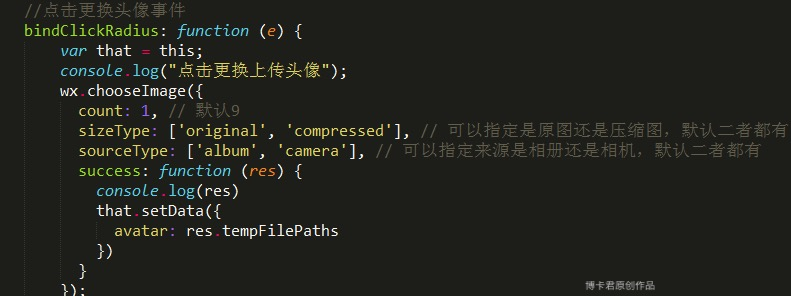 //点击更换头像事件
bindClickRadius: function (e) {
var that = this;
console.log("点击更换上传头像");
wx.chooseImage({
count: 1, // 默认9
sizeType: ['original', 'compressed'], // 可以指定是原图还是压缩图，默认二者都有
sourceType: ['album', 'camera'], // 可以指定来源是相册还是相机，默认二者都有
success: function (res) {
console.log(res)
that.setData({
avatar: res.tempFilePaths
})
}
});
博卡君原创作品